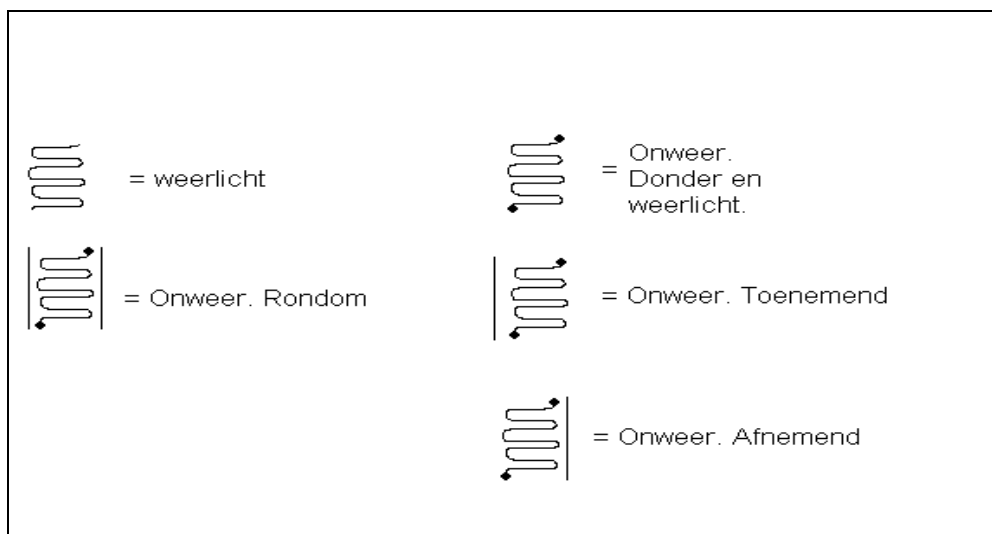 = weerlicht
= Onweer.
Donder en
weerlicht.
= Onweer. Rondom
= Onweer. Toenemend
= Onweer. Afnemend